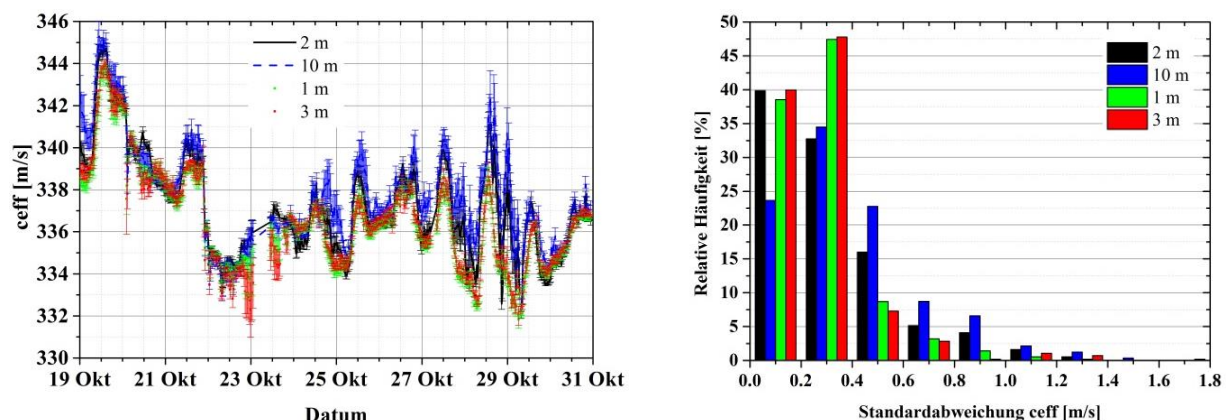 346
344
342
340
338
336
334
332
330
ceff [m/s]
2 m
10 m
1 m
3 m
19 Okt
21 Okt
23 Okt
25 Okt
27 Okt
29 Okt
31 Okt
Datum
50
45
40
35
30
25
20
15
10
5
0
Relative Häufigkeit [%]
2 m
10 m
1 m
3 m
0.0
0.2
0.4
0.6
0.8
1.0
1.2
1.4
1.6
1.8
Standardabweichung ceff [m/s]